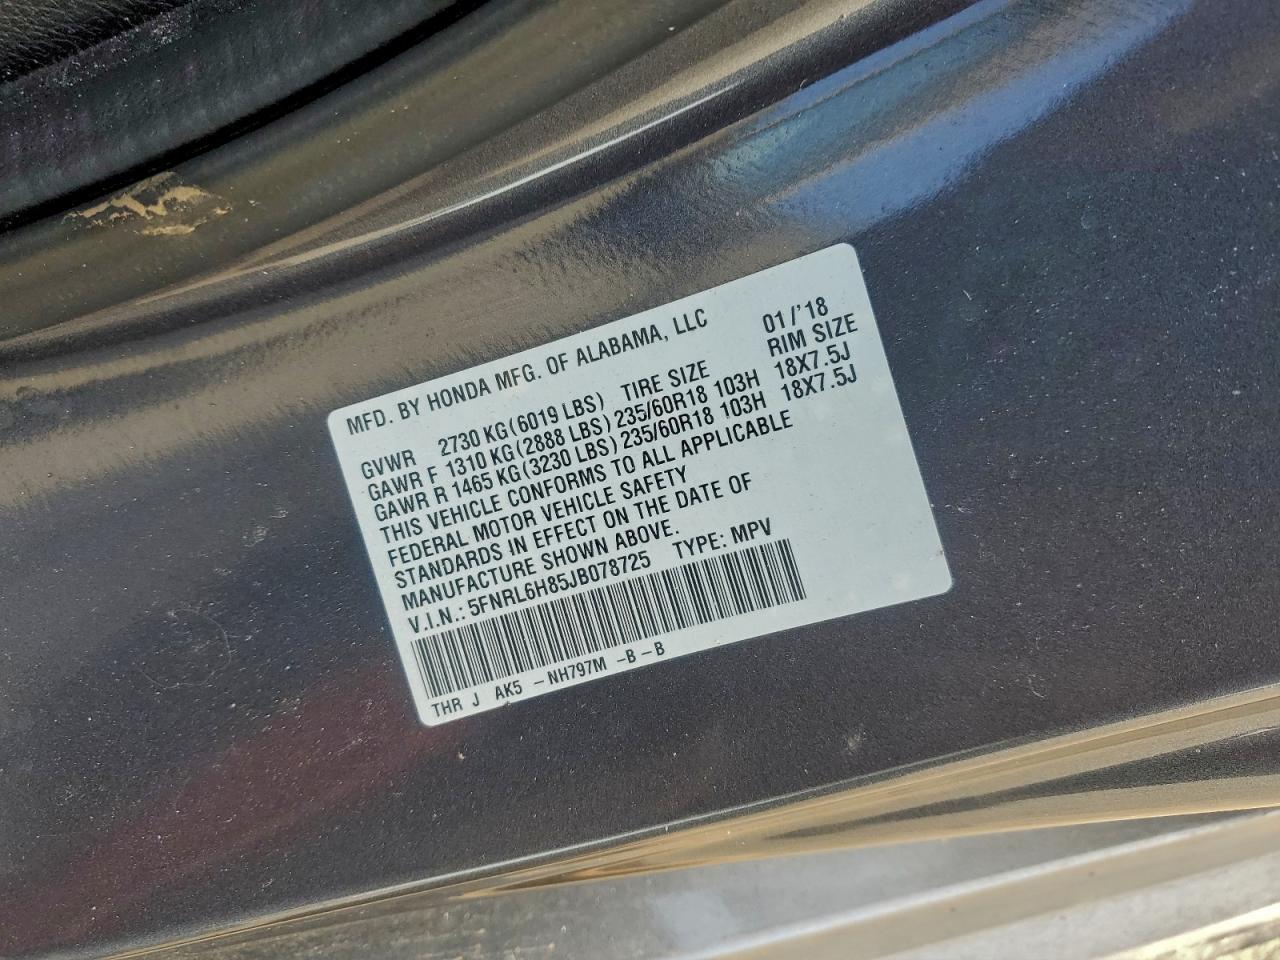 MFD. BY HONDA MFG. OF ALABAMA, LLC 01/'18
GVWR 2730 KG(6019 LBS) TIRE SIZE RIM SIZE
GAWR F 1310 KG(2888 LBS) 235/60R18 103H 18X7.5J
GAWR R 1465 KG(3230 LBS) 235/60R18 103H 18X7.5J
THIS VEHICLE CONFORMS TO ALL APPLICABLE
FEDERAL MOTOR VEHICLE SAFETY
STANDARDS IN EFFECT ON THE DATE OF
MANUFACTURE SHOWN ABOVE.
V.I.N.: 5FNRL6H85JB078725 TYPE: MPV
THR J AK5 -NH797M -B-B